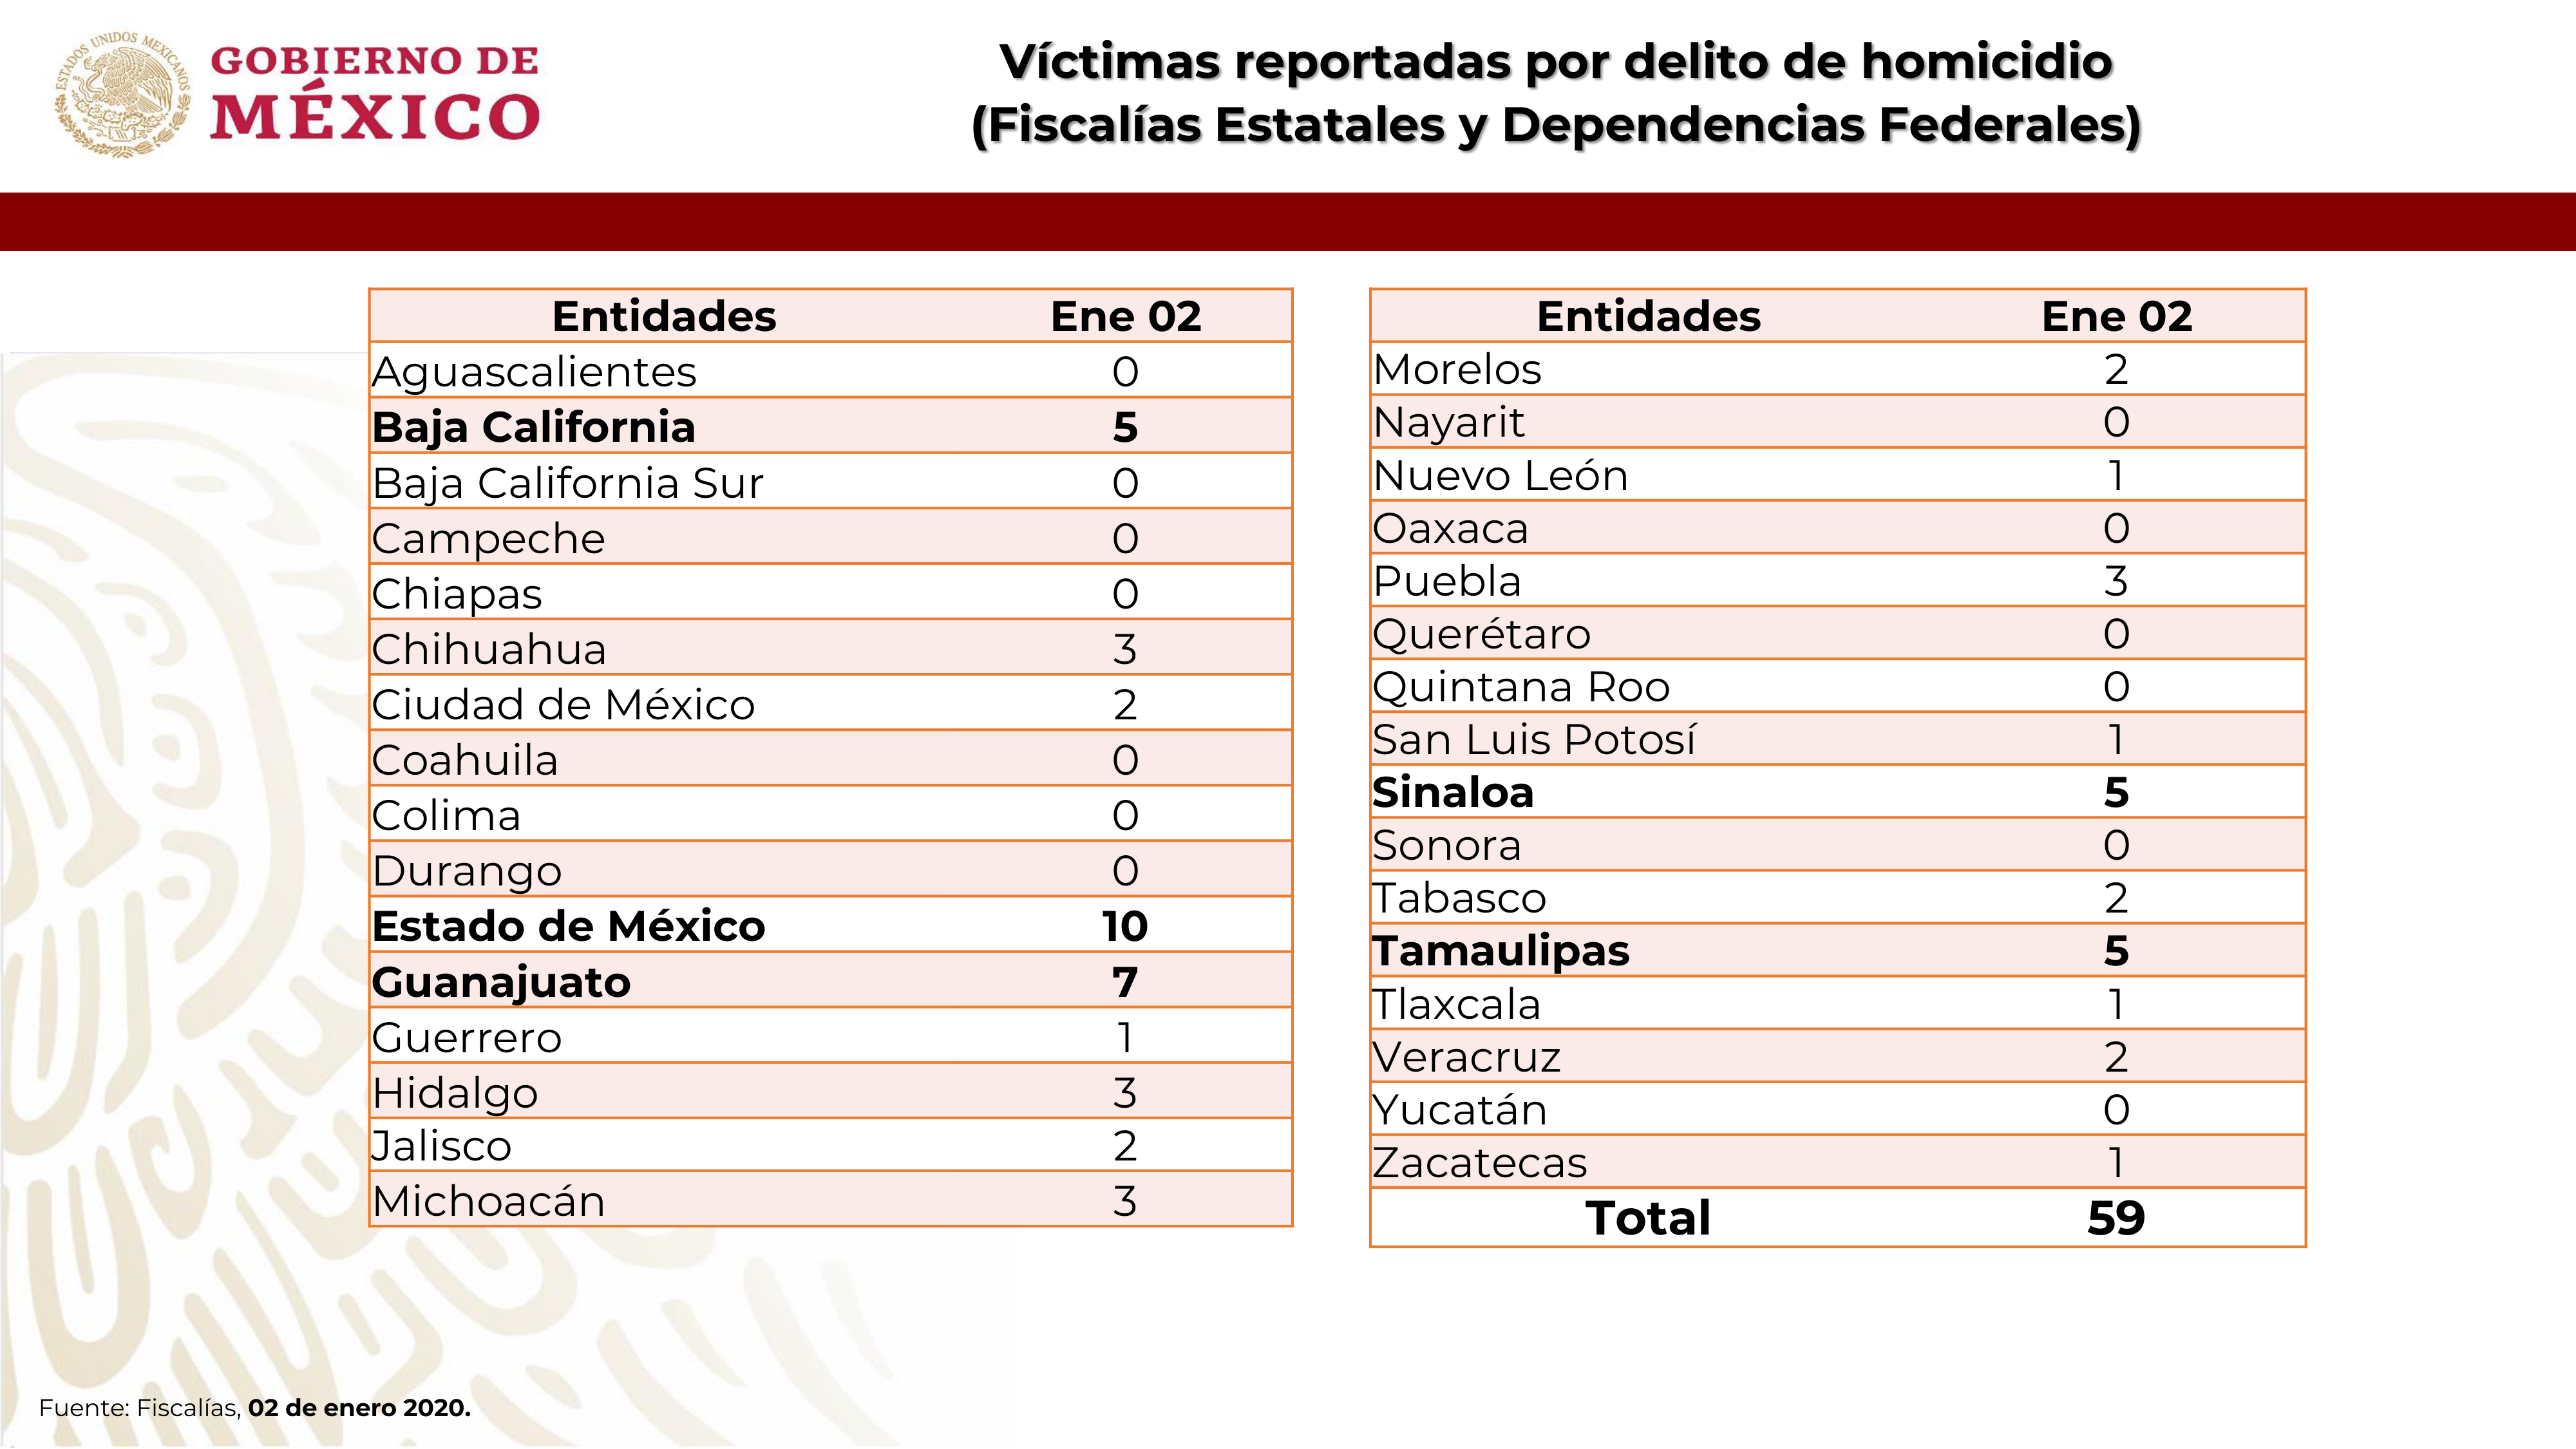 ESTADOS UNIDOS MEXICANOS
GOBIERNO DE
MÉXICO
Víctimas reportadas por delito de homicidio
(Fiscalías Estatales y Dependencias Federales)
Entidades Ene 02
Aguascalientes 0
Baja California 5
Baja California Sur 0
Campeche 0
Chiapas 0
Chihuahua 3
Ciudad de México 2
Coahuila 0
Colima 0
Durango 0
Estado de México 10
Guanajuato 7
Guerrero 1
Hidalgo 3
Jalisco 2
Michoacán 3
Entidades Ene 02
Morelos 2
Nayarit 0
Nuevo León 1
Oaxaca 0
Puebla 3
Querétaro 0
Quintana Roo 0
San Luis Potosí 1
Sinaloa 5
Sonora 0
Tabasco 2
Tamaulipas 5
Tlaxcala 1
Veracruz 2
Yucatán 0
Zacatecas 1
Total 59
Fuente: Fiscalías, 02 de enero 2020.